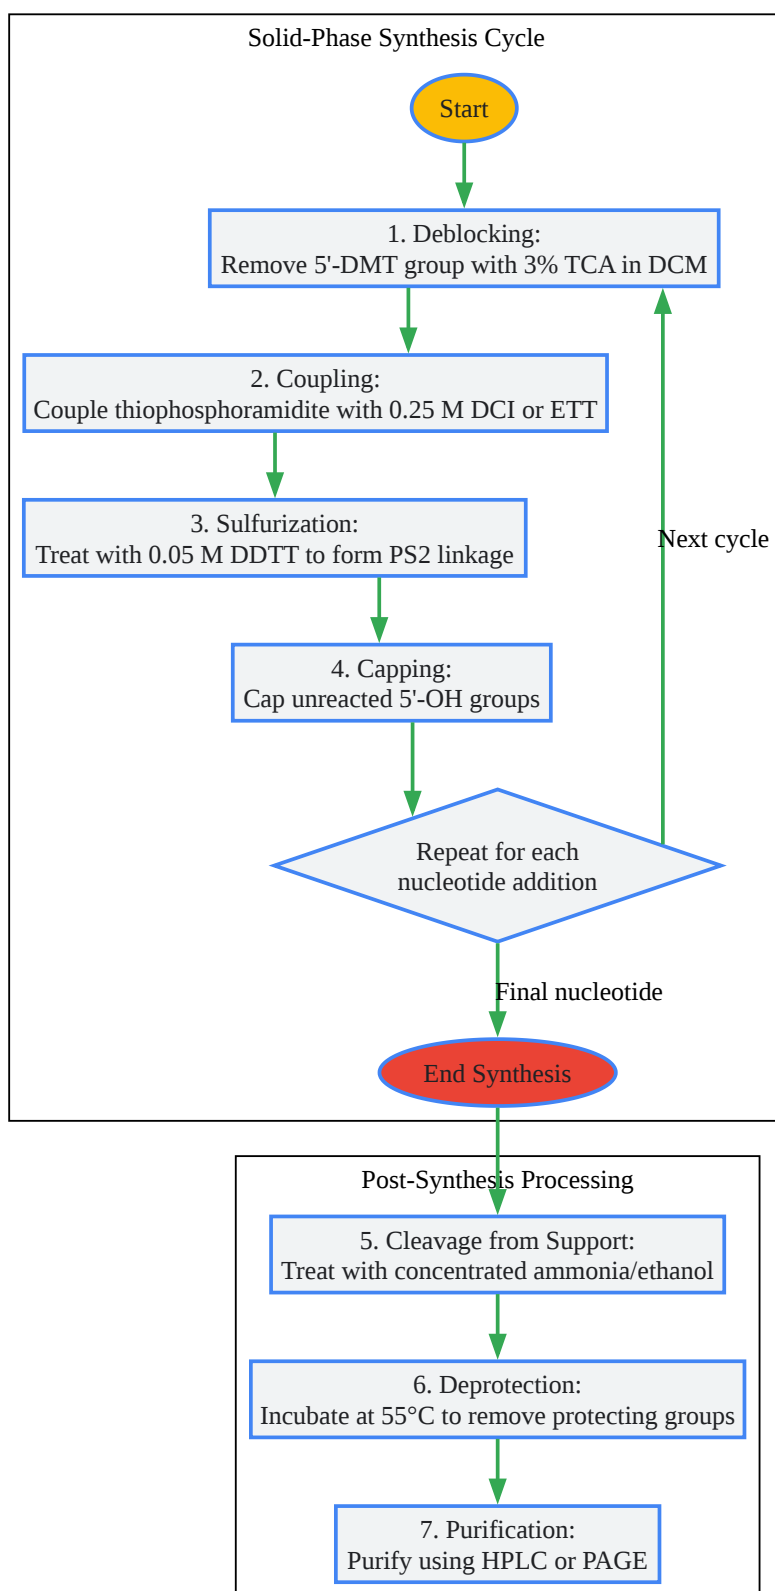 Solid-Phase Synthesis Cycle
Start
1. Deblocking:
Remove 5'-DMT group with 3% TCA in DCM
2. Coupling:
Couple thiophosphoramidite with 0.25 M DCI or ETT
3. Sulfurization:
Treat with 0.05 M DDTT to form PS2 linkage
Next cycle
4. Capping:
Cap unreacted 5'-OH groups
Repeat for each
nucleotide addition
Final nucleotide
End Synthesis
Post-Synthesis Processing
5. Cleavage from Support:
Treat with concentrated ammonia/ethanol
6. Deprotection:
Incubate at 55°C to remove protecting groups
7. Purification:
Purify using HPLC or PAGE